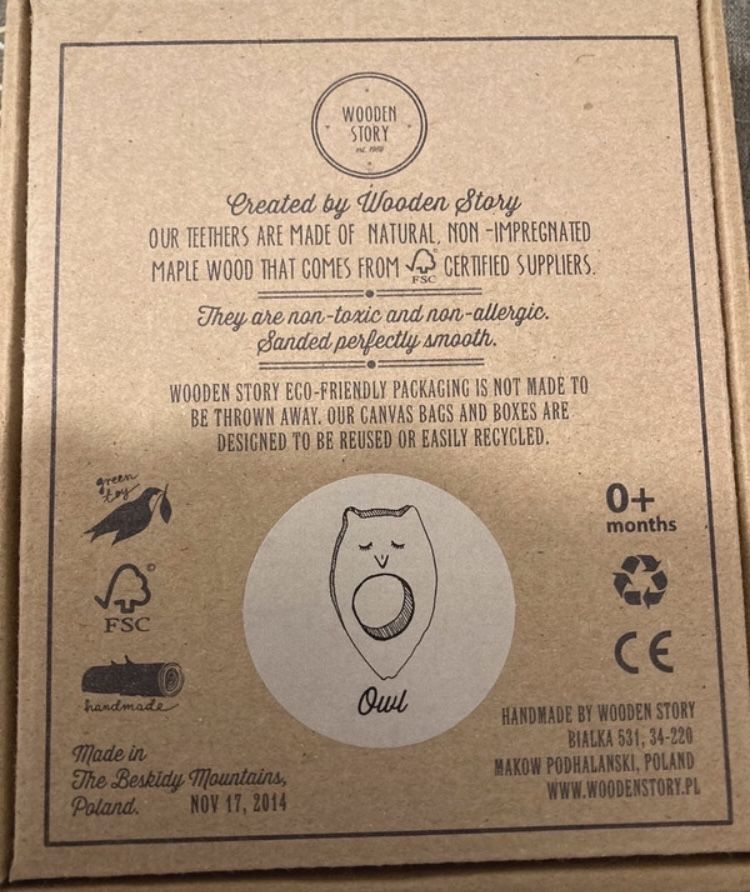 WOODEN
STORY
est. 1969
Created by Wooden Story
OUR TEETHERS ARE MADE OF NATURAL, NON -IMPREGNATED
MAPLE WOOD THAT COMES FROM FSC® CERTIFIED SUPPLIERS.
They are non-toxic and non-allergic.
Sanded perfectly smooth.
WOODEN STORY ECO-FRIENDLY PACKAGING IS NOT MADE TO
BE THROWN AWAY. OUR CANVAS BAGS AND BOXES ARE
DESIGNED TO BE REUSED OR EASILY RECYCLED.
green
toy
FSC
handmade
Made in
The Beskidy Mountains,
Poland. NOV 17, 2014
Owl
0+
months
CE
HANDMADE BY WOODEN STORY
BIALKA 531, 34-220
MAKOW PODHALANSKI, POLAND
WWW.WOODENSTORY.PL